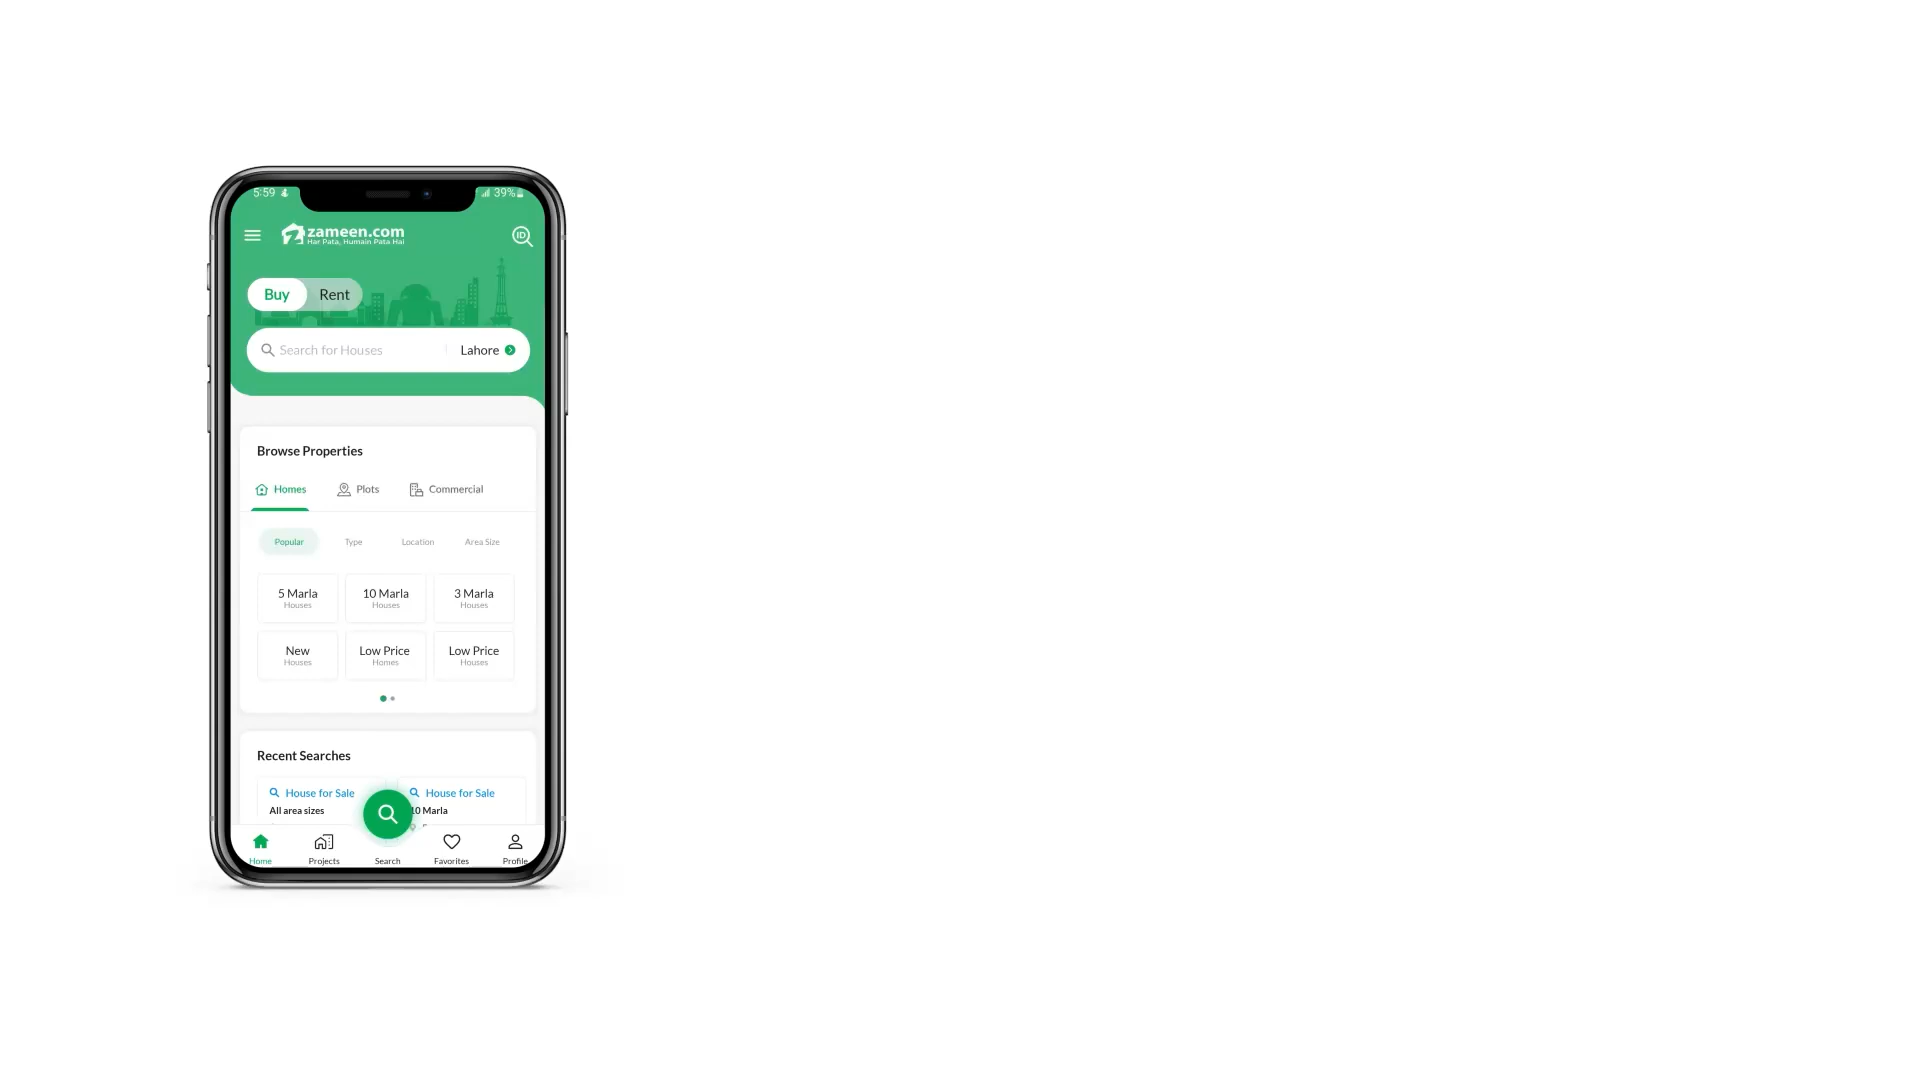 5:59 39%
zameen.com
Har Pata, Humain Pata Hai
ID
Buy Rent
Search for Houses Lahore
Browse Properties
Homes Plots Commercial
Popular Type Location Area Size
5 Marla 10 Marla 3 Marla
Houses Houses Houses
New Low Price Low Price
Houses Homes Houses
Recent Searches
House for Sale House for Sale
All area sizes 10 Marla
Home Projects Search Favorites Profile